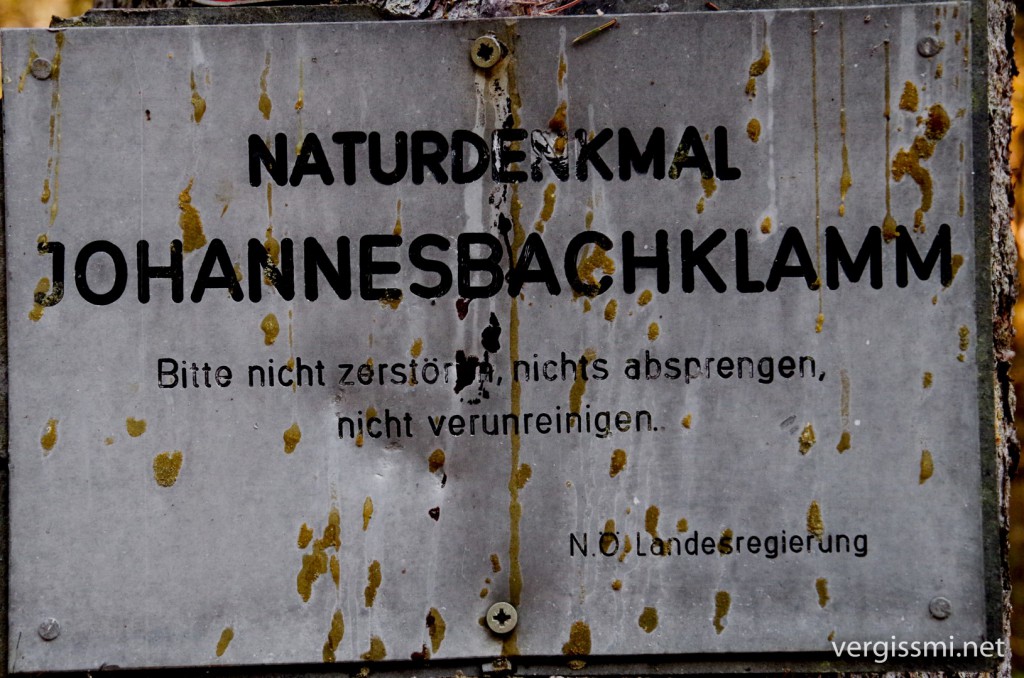 NATURDENKMAL
JOHANNESBACHKLAMM
Bitte nicht zerstören, nichts absprengen,
nicht verunreinigen.
N.Ö. Landesregierung
vergissmi.net